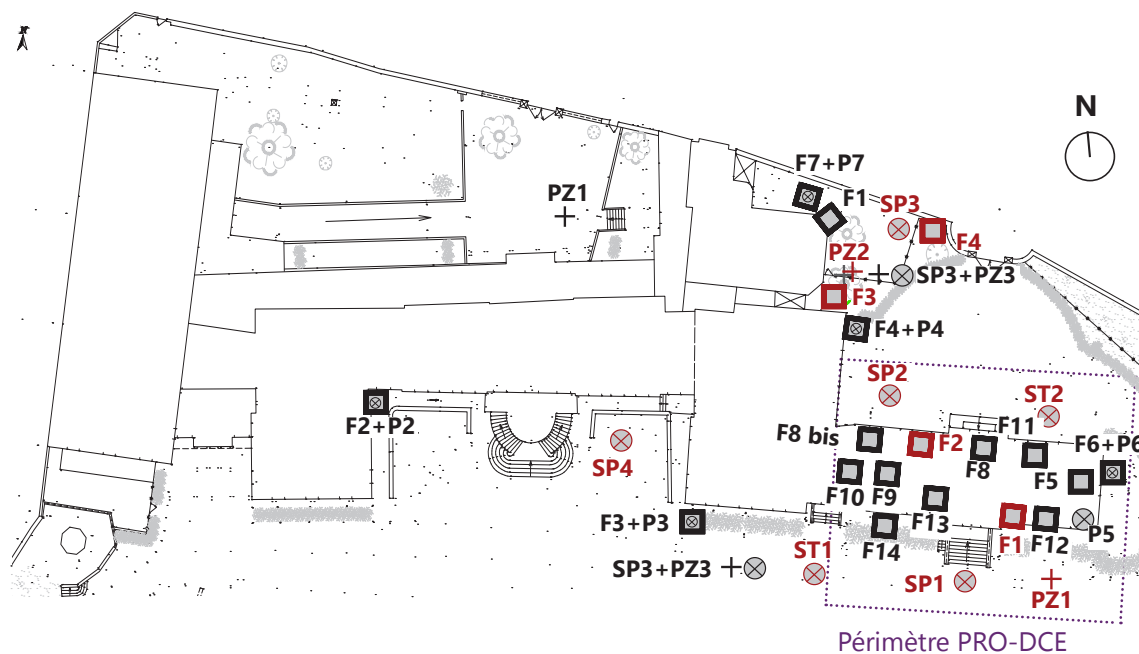 N
F7+P7
F1
PZ1
SP3
F4
PZ2
SP3+PZ3
F3
F4+P4
SP2
ST2
F2+P2
F11
F8 bis
F2
F6+P6
SP4
F8
F5
F10
F9
F13
F3+P3
F14
F1
F12
P5
ST1
SP3+PZ3
SP1
PZ1
Périmètre PRO-DCE